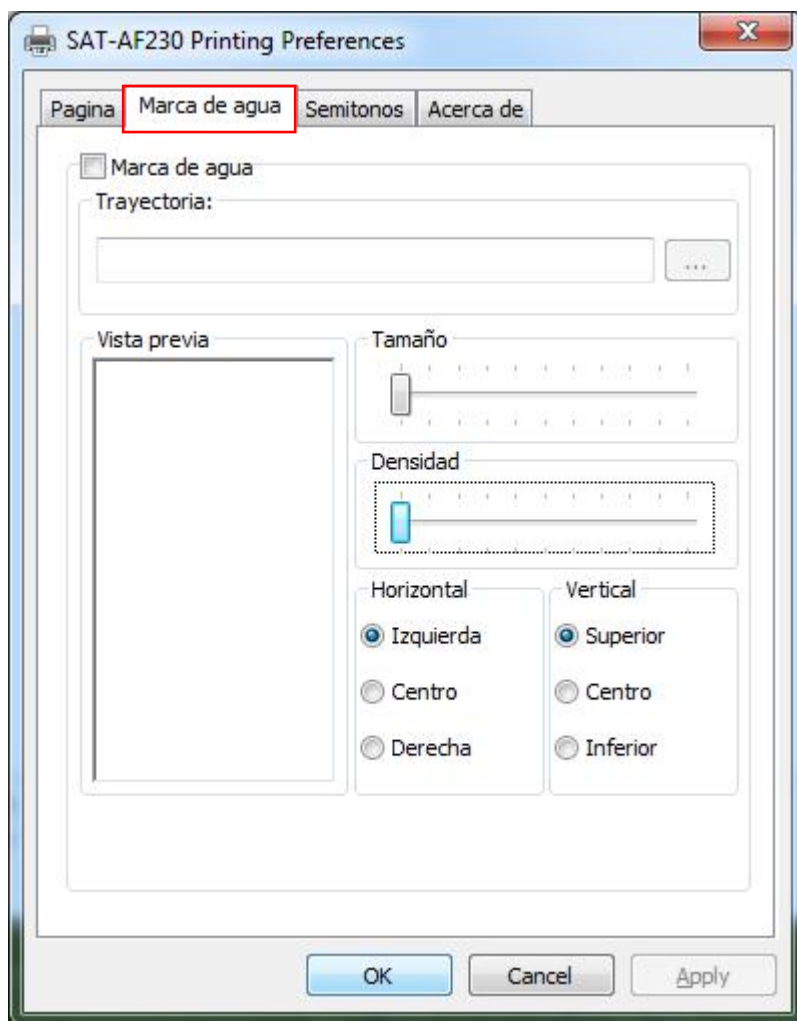 SAT-AF230 Printing Preferences
Pagina Marca de agua Semitonos Acerca de
Marca de agua
Trayectoria:
...
Vista previa
Tamaño
Densidad
Horizontal Vertical
Izquierda Superior
Centro Centro
Derecha Inferior
OK Cancel Apply